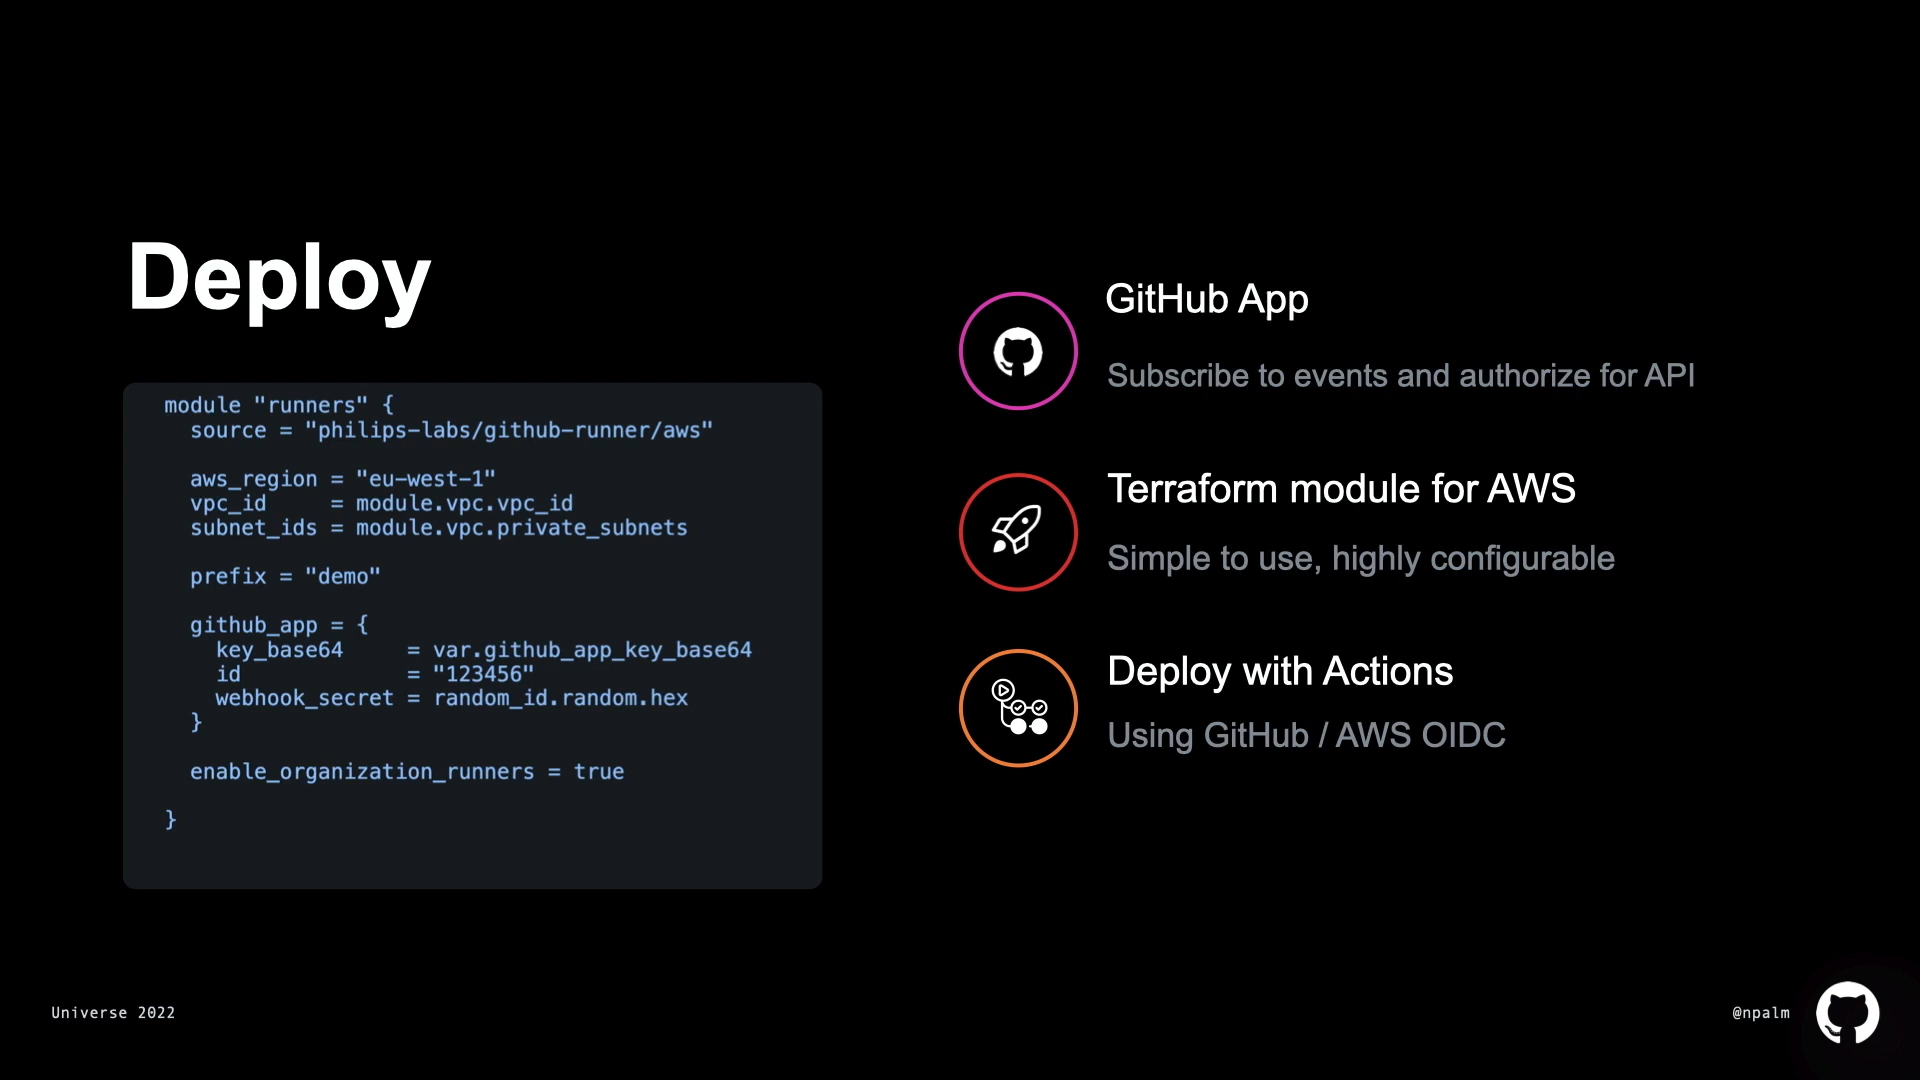 Deploy
module "runners" {
  source = "philips-labs/github-runner/aws"
  aws_region = "eu-west-1"
  vpc_id     = module.vpc.vpc_id
  subnet_ids = module.vpc.private_subnets
  prefix = "demo"
  github_app = {
    key_base64     = var.github_app_key_base64
    id             = "123456"
    webhook_secret = random_id.random.hex
  }
  enable_organization_runners = true
}
GitHub App
Subscribe to events and authorize for API
Terraform module for AWS
Simple to use, highly configurable
Deploy with Actions
Using GitHub / AWS OIDC
Universe 2022
@npalm